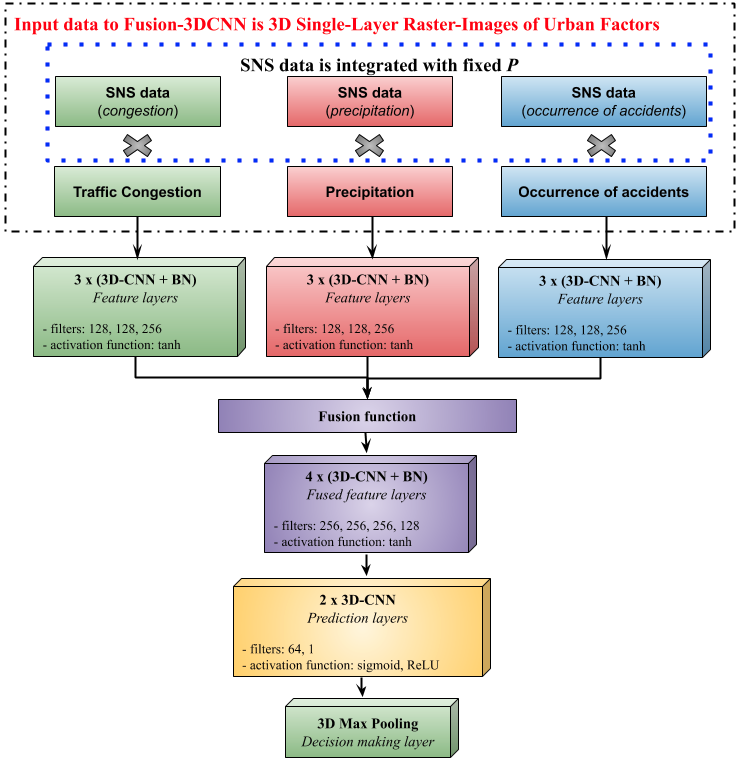 Input data to Fusion-3DCNN is 3D Single-Layer Raster-Images of Urban Factors
SNS data is integrated with fixed P
SNS data
(congestion)
SNS data
(precipitation)
SNS data
(occurrence of accidents)
Traffic Congestion
Precipitation
Occurrence of accidents
3 x (3D-CNN + BN)
Feature layers
- filters: 128, 128, 256
- activation function: tanh
3 x (3D-CNN + BN)
Feature layers
- filters: 128, 128, 256
- activation function: tanh
3 x (3D-CNN + BN)
Feature layers
- filters: 128, 128, 256
- activation function: tanh
Fusion function
4 x (3D-CNN + BN)
Fused feature layers
- filters: 256, 256, 256, 128
- activation function: tanh
2 x 3D-CNN
Prediction layers
- filters: 64, 1
- activation function: sigmoid, ReLU
3D Max Pooling
Decision making layer